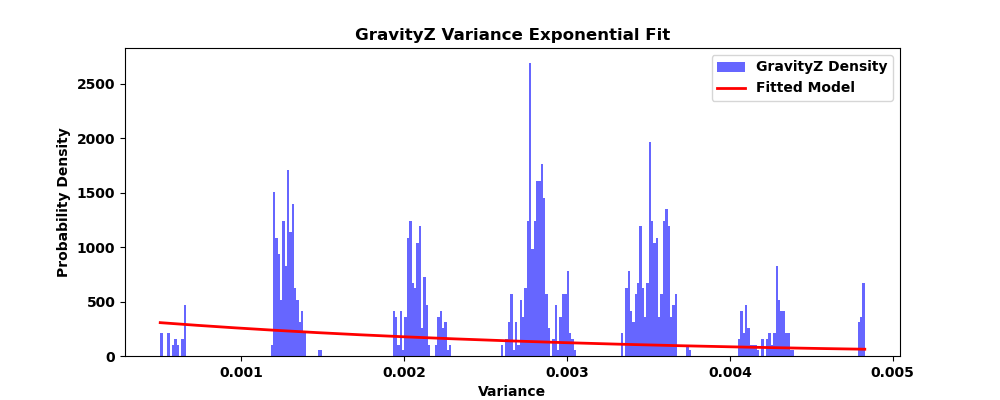 GravityZ Variance Exponential Fit
GravityZ Density
Fitted Model
Probability Density
2500
2000
1500
1000
500
0
0.001
0.002
0.003
0.004
0.005
Variance